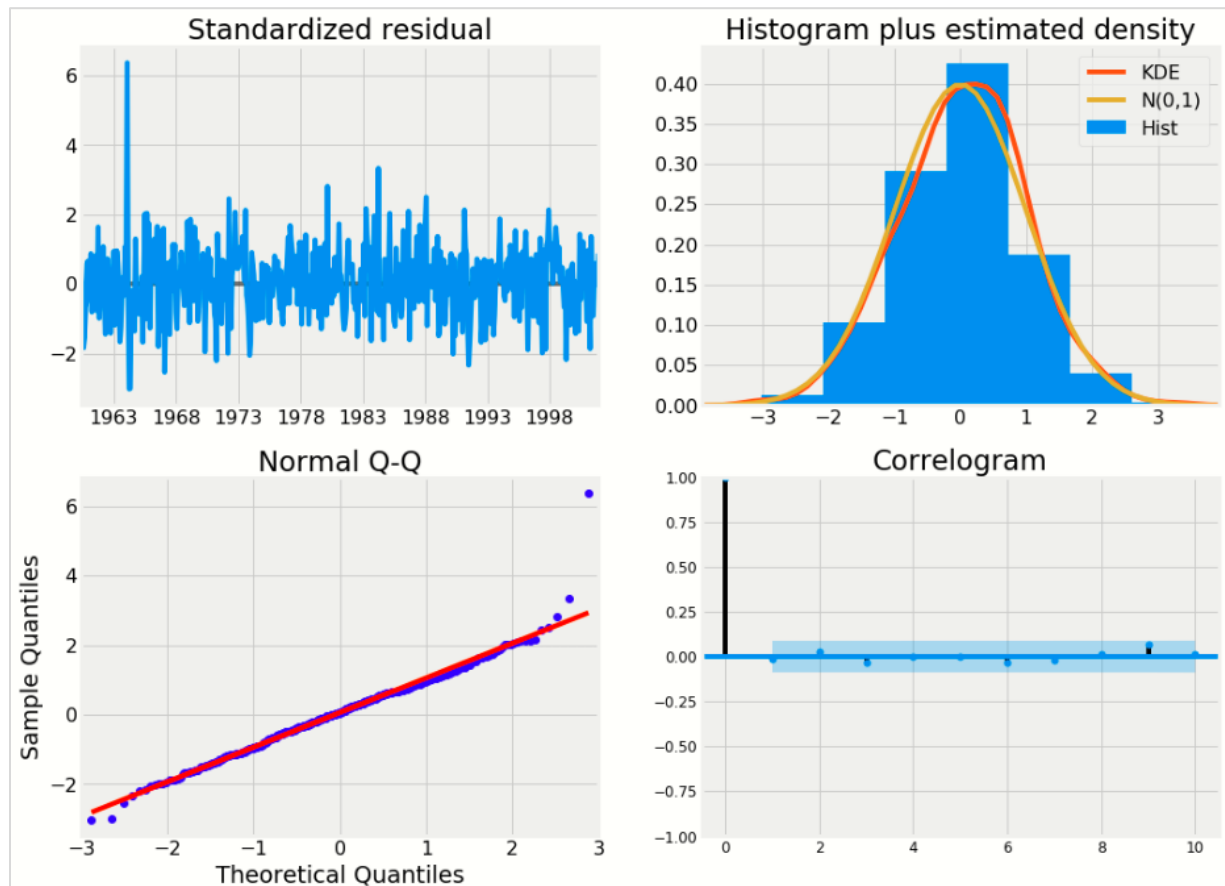 Standardized residual
6
4
2
0
−2
1963 1968 1973 1978 1983 1988 1993 1998
Histogram plus estimated density
KDE
N(0,1)
Hist
0.40
0.35
0.30
0.25
0.20
0.15
0.10
0.05
0.00
−3 −2 −1 0 1 2 3
Normal Q-Q
Sample Quantiles
6
4
2
0
−2
−3 −2 −1 0 1 2 3
Theoretical Quantiles
Correlogram
1.00
0.75
0.50
0.25
0.00
−0.25
−0.50
−0.75
−1.00
0 2 4 6 8 10